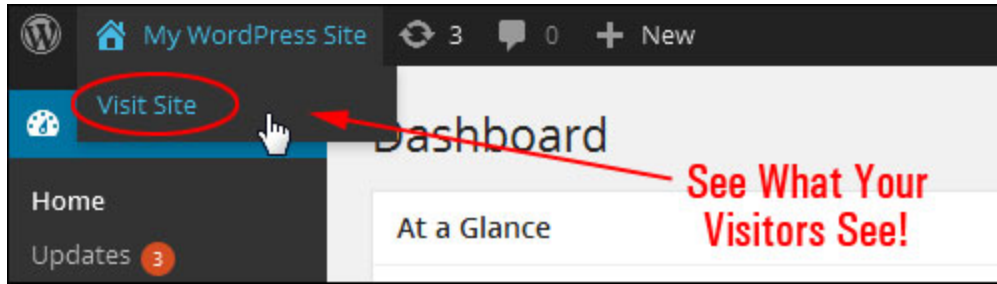 My WordPress Site 3 0 New
Visit Site
Dashboard
See What Your
Visitors See!
Home
At a Glance
Updates 3